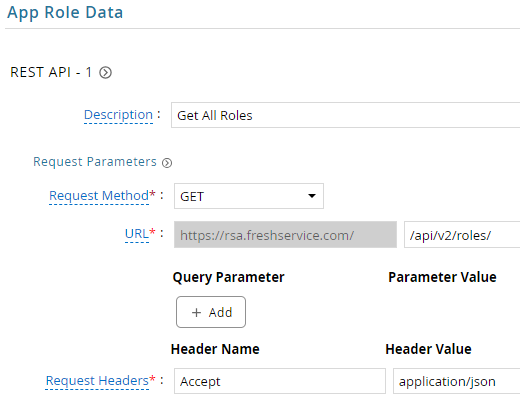 App Role Data
REST API - 1
Description :
Get All Roles
Request Parameters
Request Method* :
GET
URL* :
https://rsa.freshservice.com/
/api/v2/roles/
Query Parameter
Parameter Value
+ Add
Header Name
Header Value
Request Headers* :
Accept
application/json